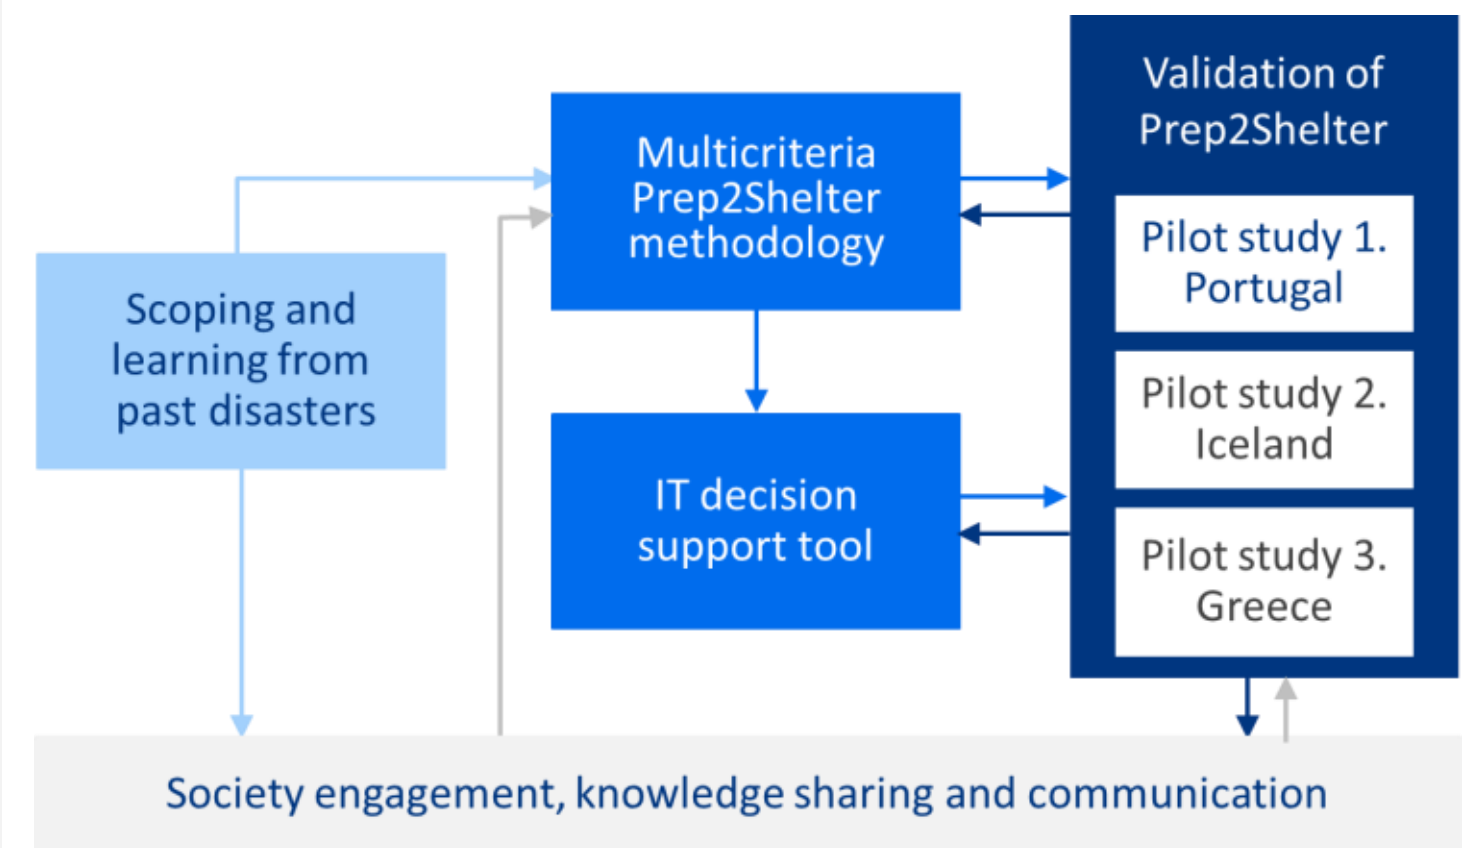 Validation of
Prep2Shelter
Multicriteria
Prep2Shelter
methodology
Pilot study 1.
Portugal
Scoping and
learning from
past disasters
Pilot study 2.
Iceland
IT decision
support tool
Pilot study 3.
Greece
Society engagement, knowledge sharing and communication